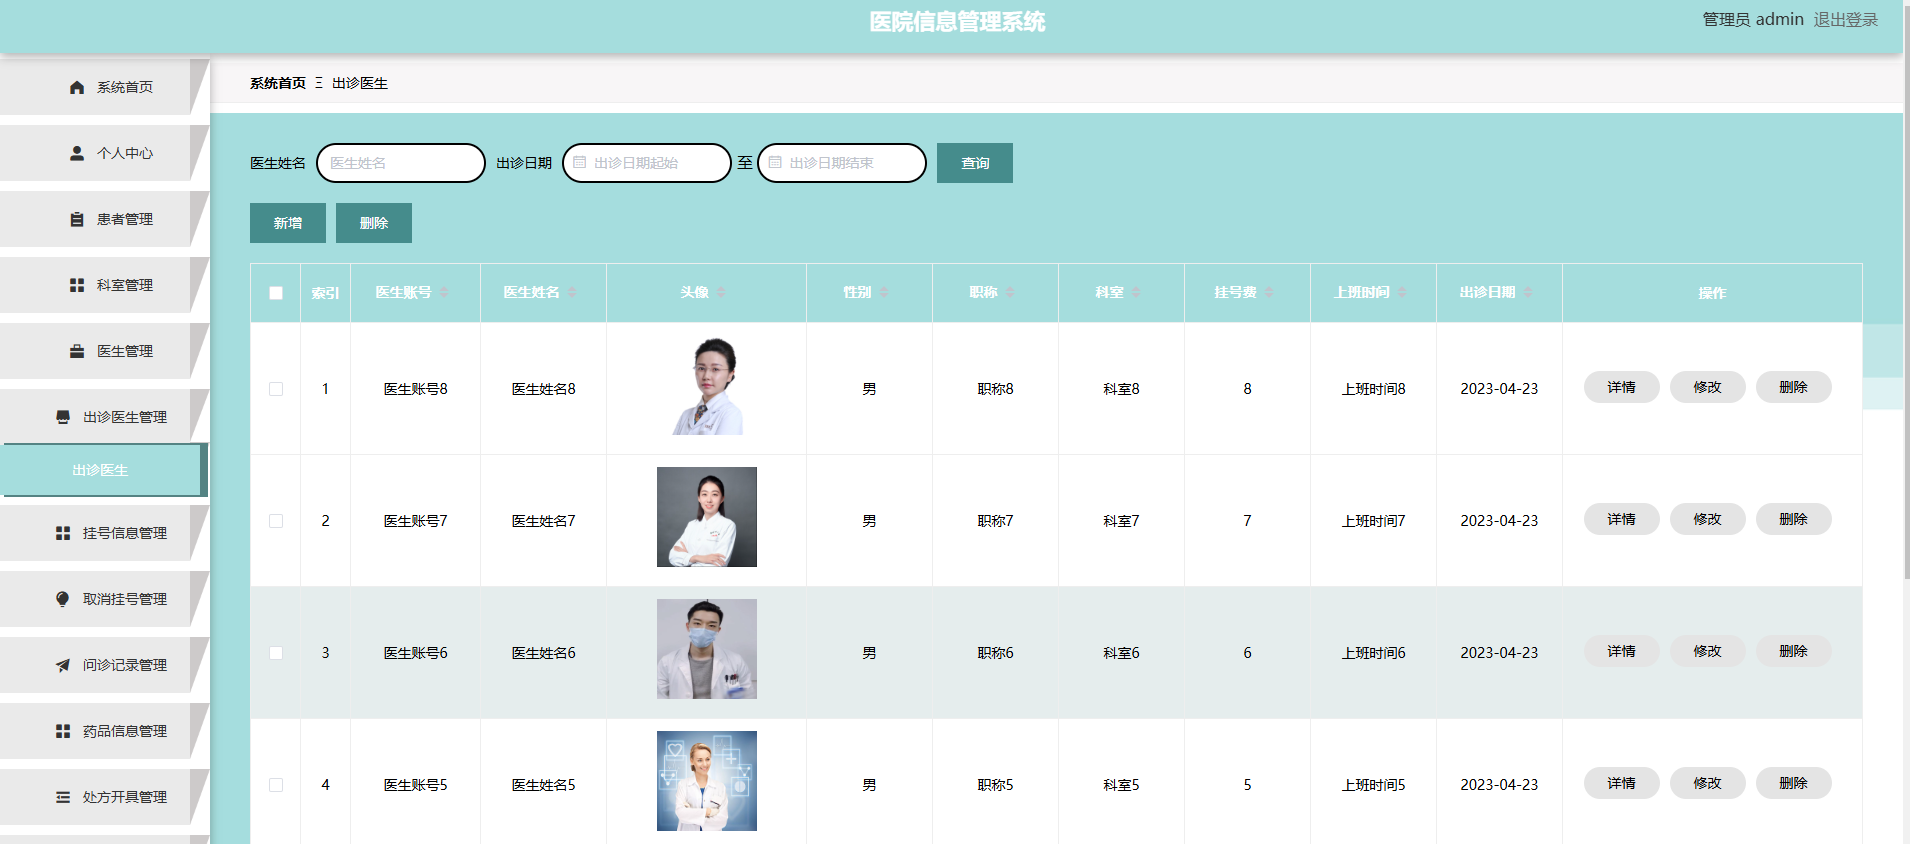 医院信息管理系统
管理员 admin 退出登录
系统首页
个人中心
患者管理
科室管理
医生管理
出诊医生管理
出诊医生
挂号信息管理
取消挂号管理
问诊记录管理
药品信息管理
处方开具管理
系统首页 Ξ 出诊医生
医生姓名 医生姓名 出诊日期 出诊日期起始 至 出诊日期结束 查询
新增 删除
索引 医生账号 医生姓名 头像 性别 职称 科室 挂号费 上班时间 出诊日期 操作
1 医生账号8 医生姓名8 男 职称8 科室8 8 上班时间8 2023-04-23 详情 修改 删除
2 医生账号7 医生姓名7 男 职称7 科室7 7 上班时间7 2023-04-23 详情 修改 删除
3 医生账号6 医生姓名6 男 职称6 科室6 6 上班时间6 2023-04-23 详情 修改 删除
4 医生账号5 医生姓名5 男 职称5 科室5 5 上班时间5 2023-04-23 详情 修改 删除